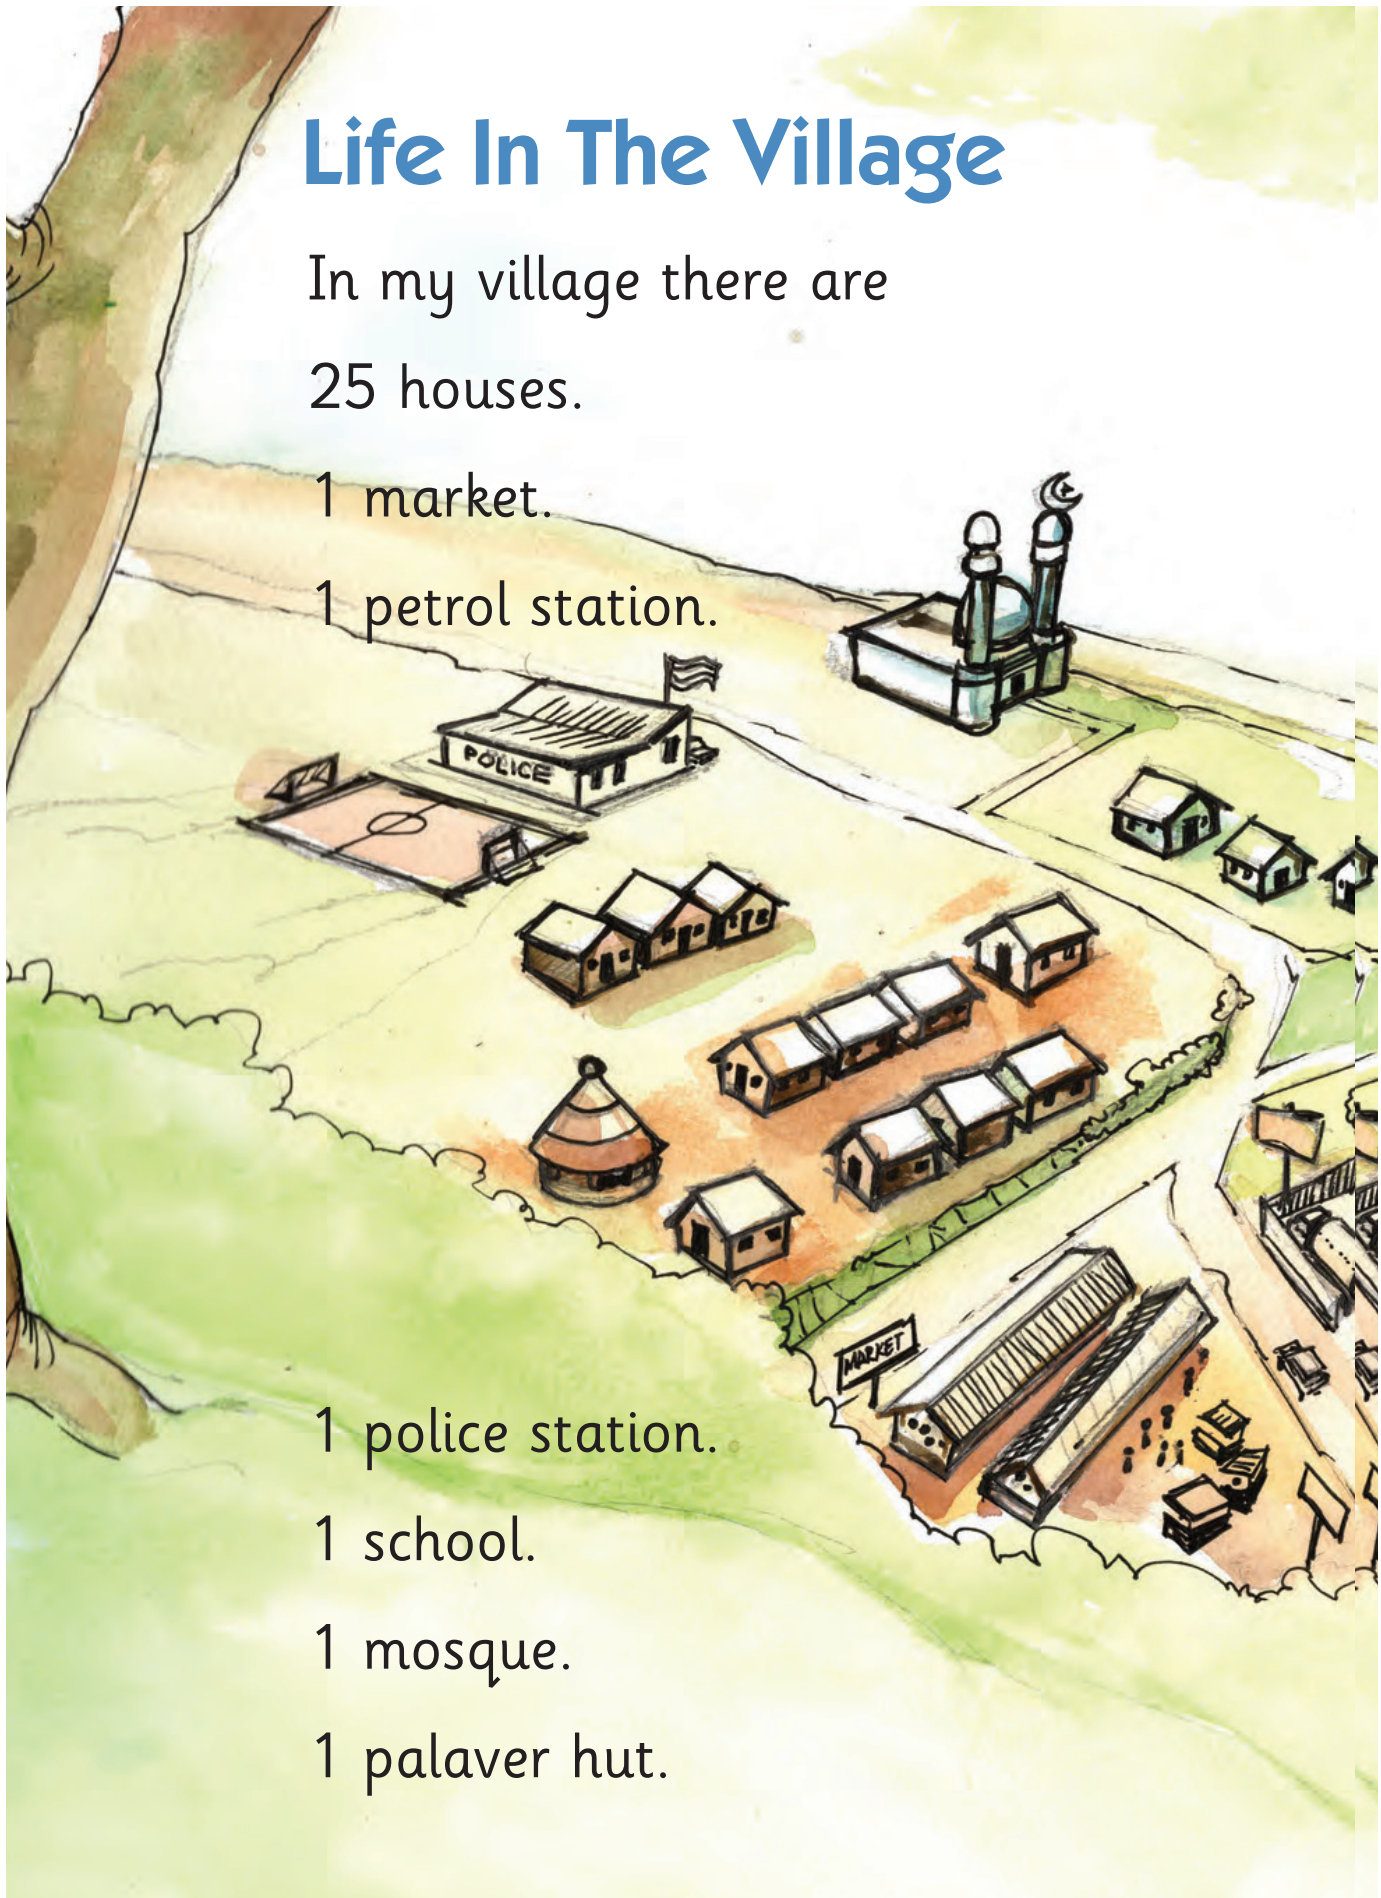 Life In The Village
In my village there are
25 houses.
1 market.
1 petrol station.
POLICE
MARKET
1 police station.
1 school.
1 mosque.
1 palaver hut.